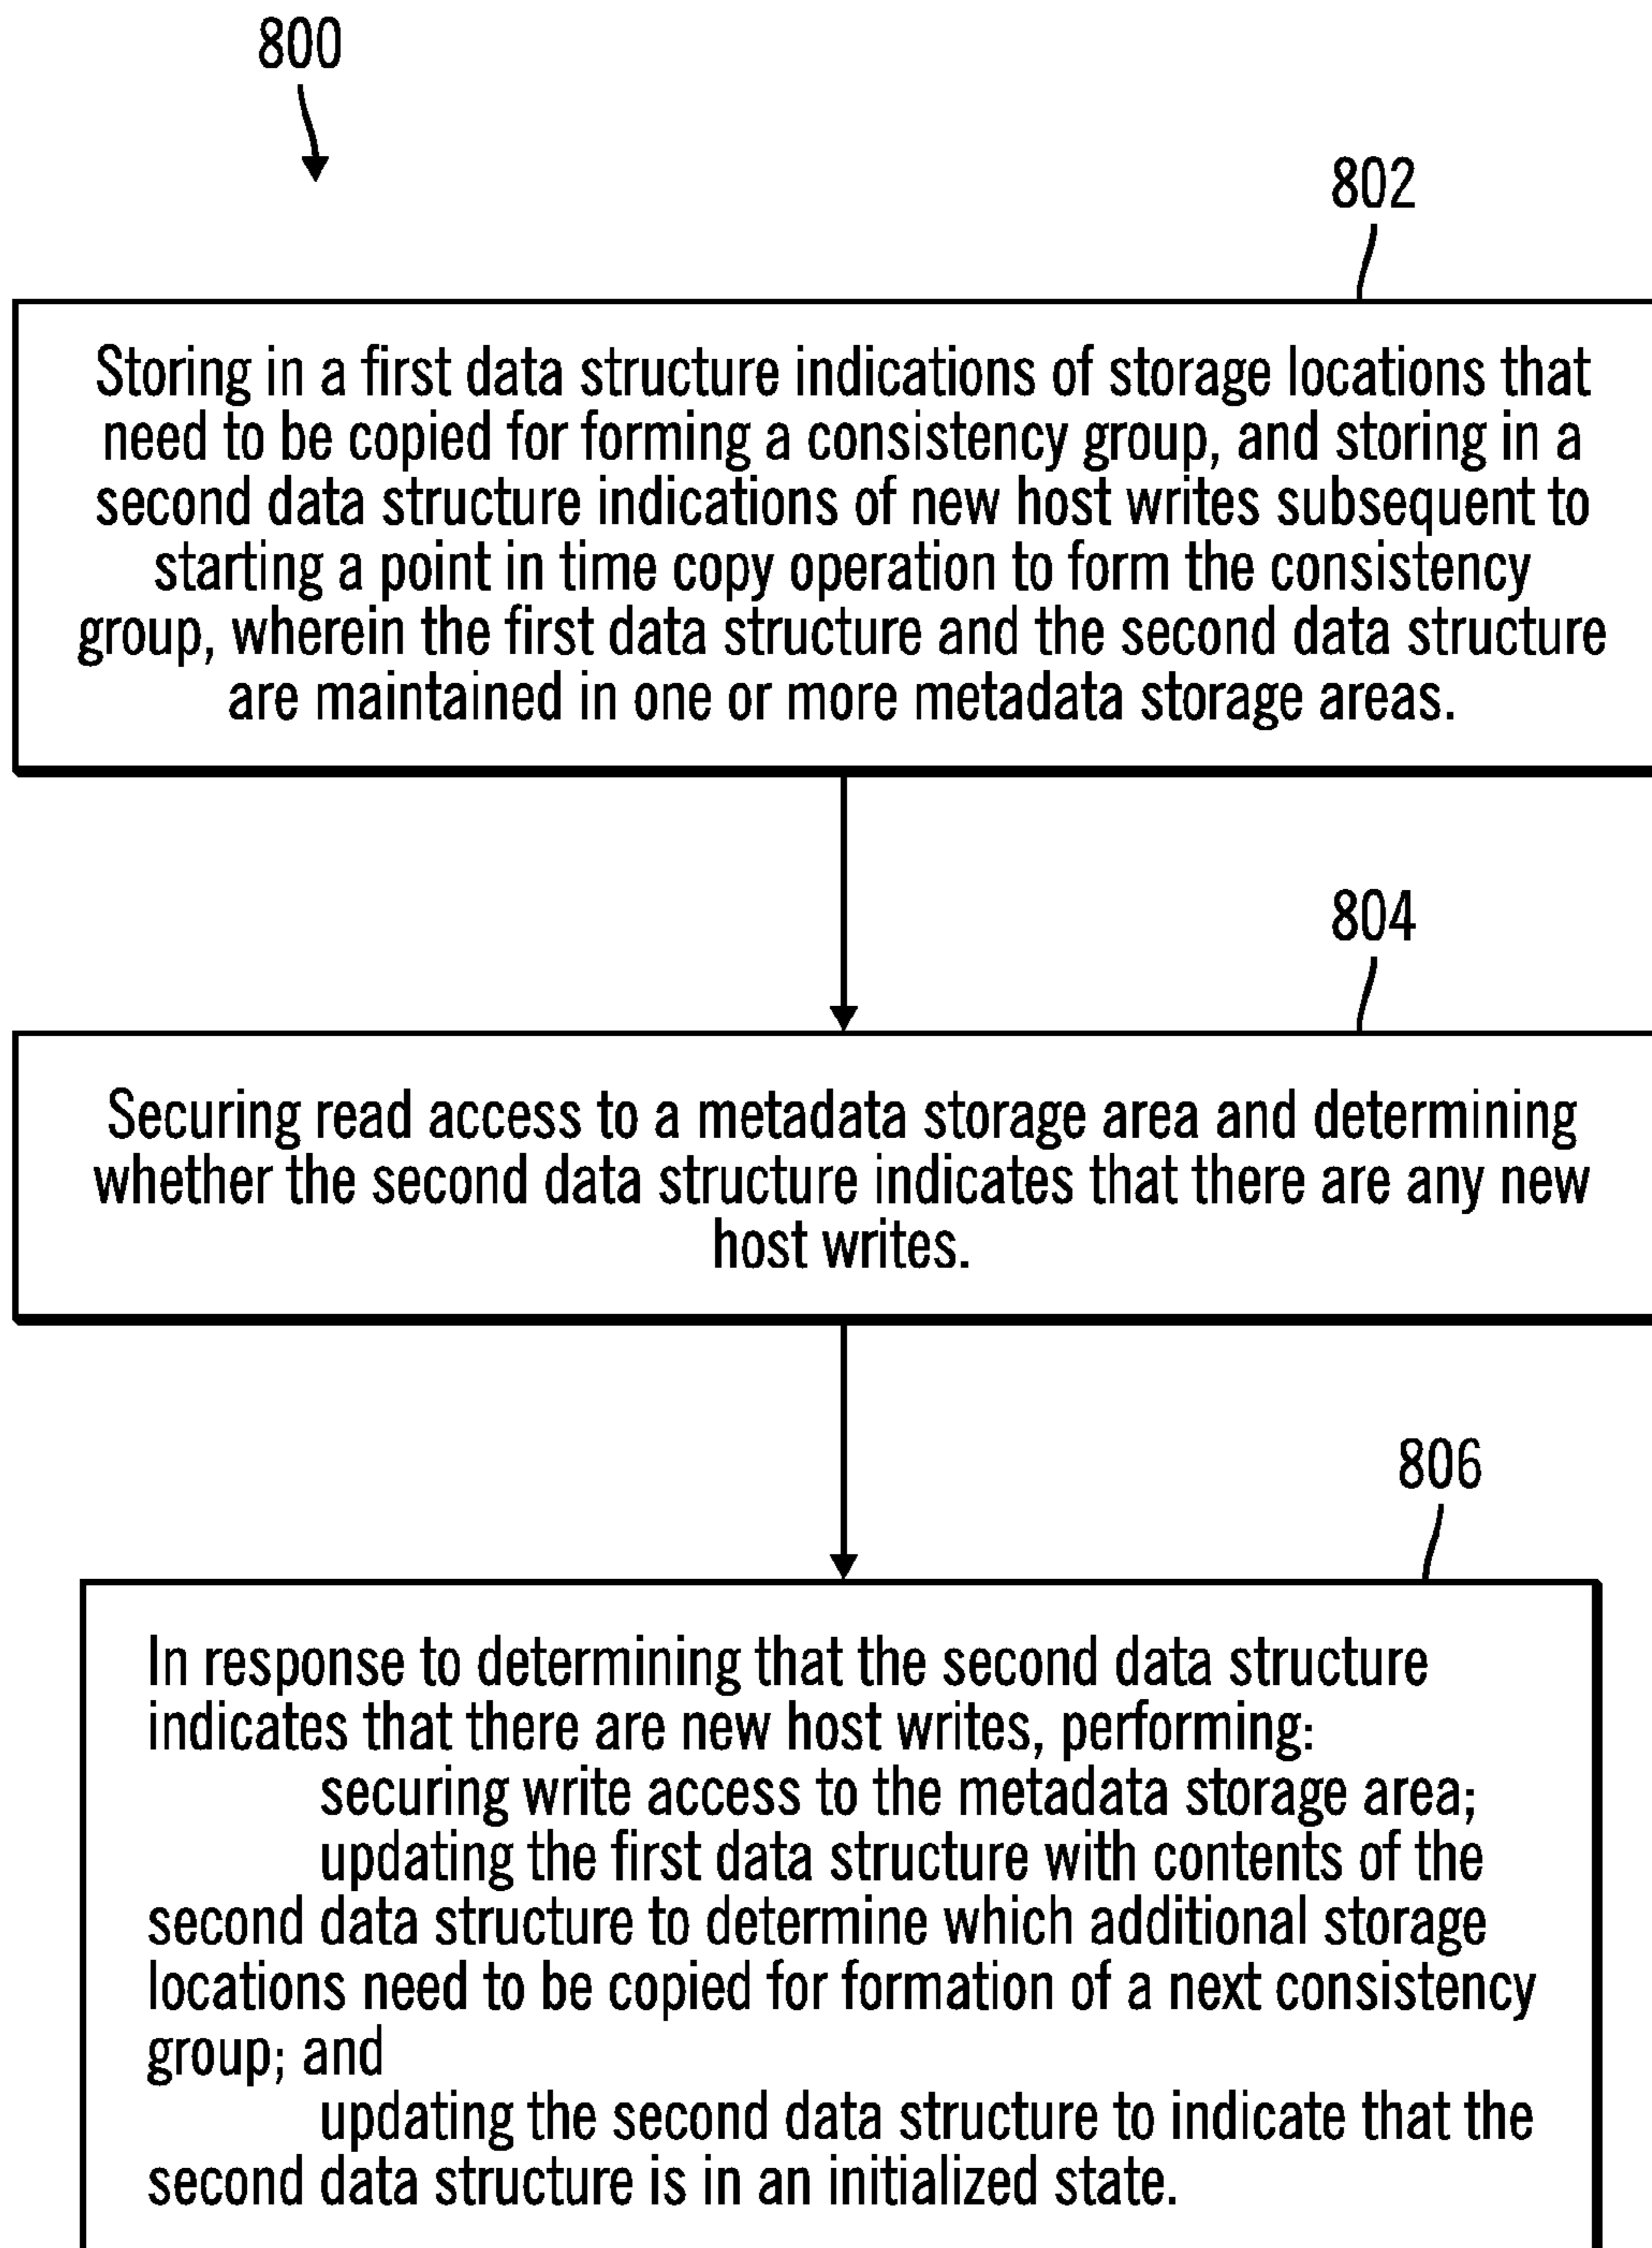 800
802
Storing in a first data structure indications of storage locations that
need to be copied for forming a consistency group, and storing in a
second data structure indications of new host writes subsequent to
starting a point in time copy operation to form the consistency
group, wherein the first data structure and the second data structure
are maintained in one or more metadata storage areas.
804
Securing read access to a metadata storage area and determining
whether the second data structure indicates that there are any new
host writes.
806
In response to determining that the second data structure
indicates that there are new host writes, performing:
securing write access to the metadata storage area;
updating the first data structure with contents of the
second data structure to determine which additional storage
locations need to be copied for formation of a next consistency
group; and
updating the second data structure to indicate that the
second data structure is in an initialized state.